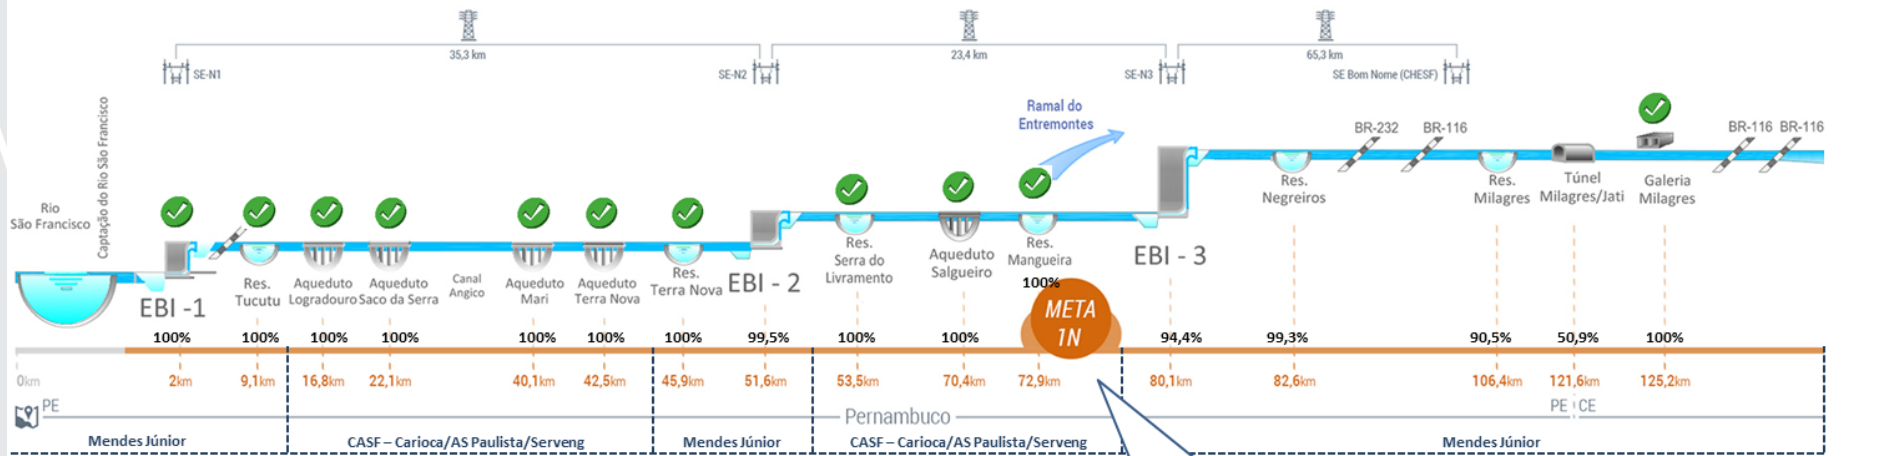 35,3 km
23,4 km
65,3 km
SE-N1
SE-N2
SE-N3
SE Bom Nome (CHESF)
Captação do Rio São Francisco
Ramal do
Entremontes
BR-232
BR-116
BR-116
BR-116
Rio
São Francisco
EBI -1
Res.
Tucutu
Aqueduto
Logradouro
Aqueduto
Saco da Serra
Canal
Angico
Aqueduto
Mari
Aqueduto
Terra Nova
Res.
Terra Nova
EBI - 2
Res.
Serra do
Livramento
Aqueduto
Salgueiro
Res.
Mangueira
100%
EBI - 3
Res.
Negreiros
Res.
Milagres
Túnel
Milagres/Jati
Galeria
Milagres
META
1N
100%
100%
100%
100%
100%
100%
100%
99,5%
100%
100%
94,4%
99,3%
90,5%
50,9%
100%
0km
2km
9,1km
16,8km
22,1km
40,1km
42,5km
45,9km
51,6km
53,5km
70,4km
72,9km
80,1km
82,6km
106,4km
121,6km
125,2km
PE
Pernambuco
PE
CE
Mendes Júnior
CASF – Carioca/AS Paulista/Serveng
Mendes Júnior
CASF – Carioca/AS Paulista/Serveng
Mendes Júnior